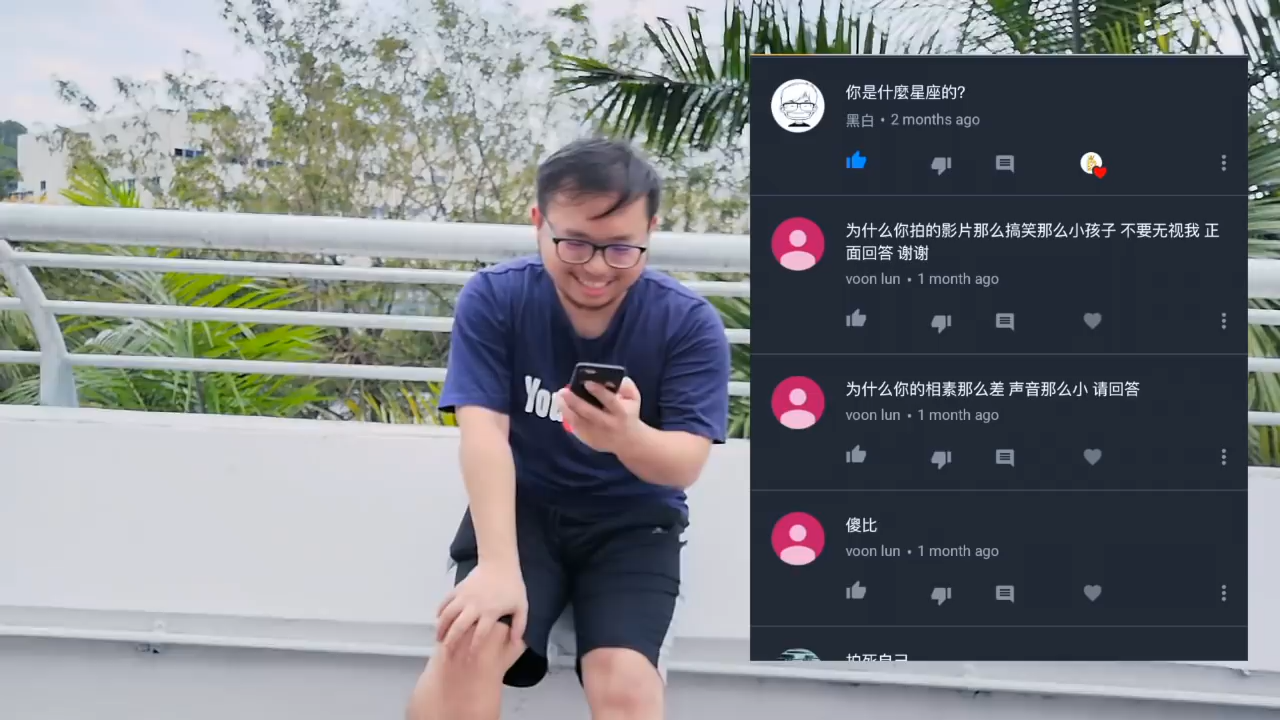 你是什麼星座的?
黑白 • 2 months ago
为什么你拍的影片那么搞笑那么小孩子 不要无视我 正
面回答 谢谢
voon lun • 1 month ago
为什么你的相素那么差 声音那么小 请回答
voon lun • 1 month ago
傻比
voon lun • 1 month ago
You